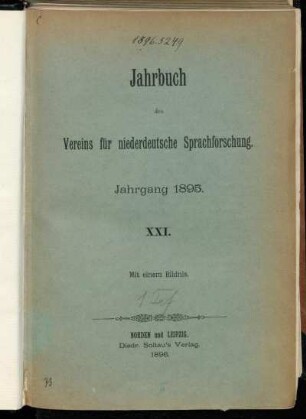 1896.5249
Jahrbuch
des
Vereins für niederdeutsche Sprachforschung.
Jahrgang 1895.
XXI.
Mit einem Bildnis.
NORDEN und LEIPZIG.
Diedr. Soltau's Verlag.
1896.